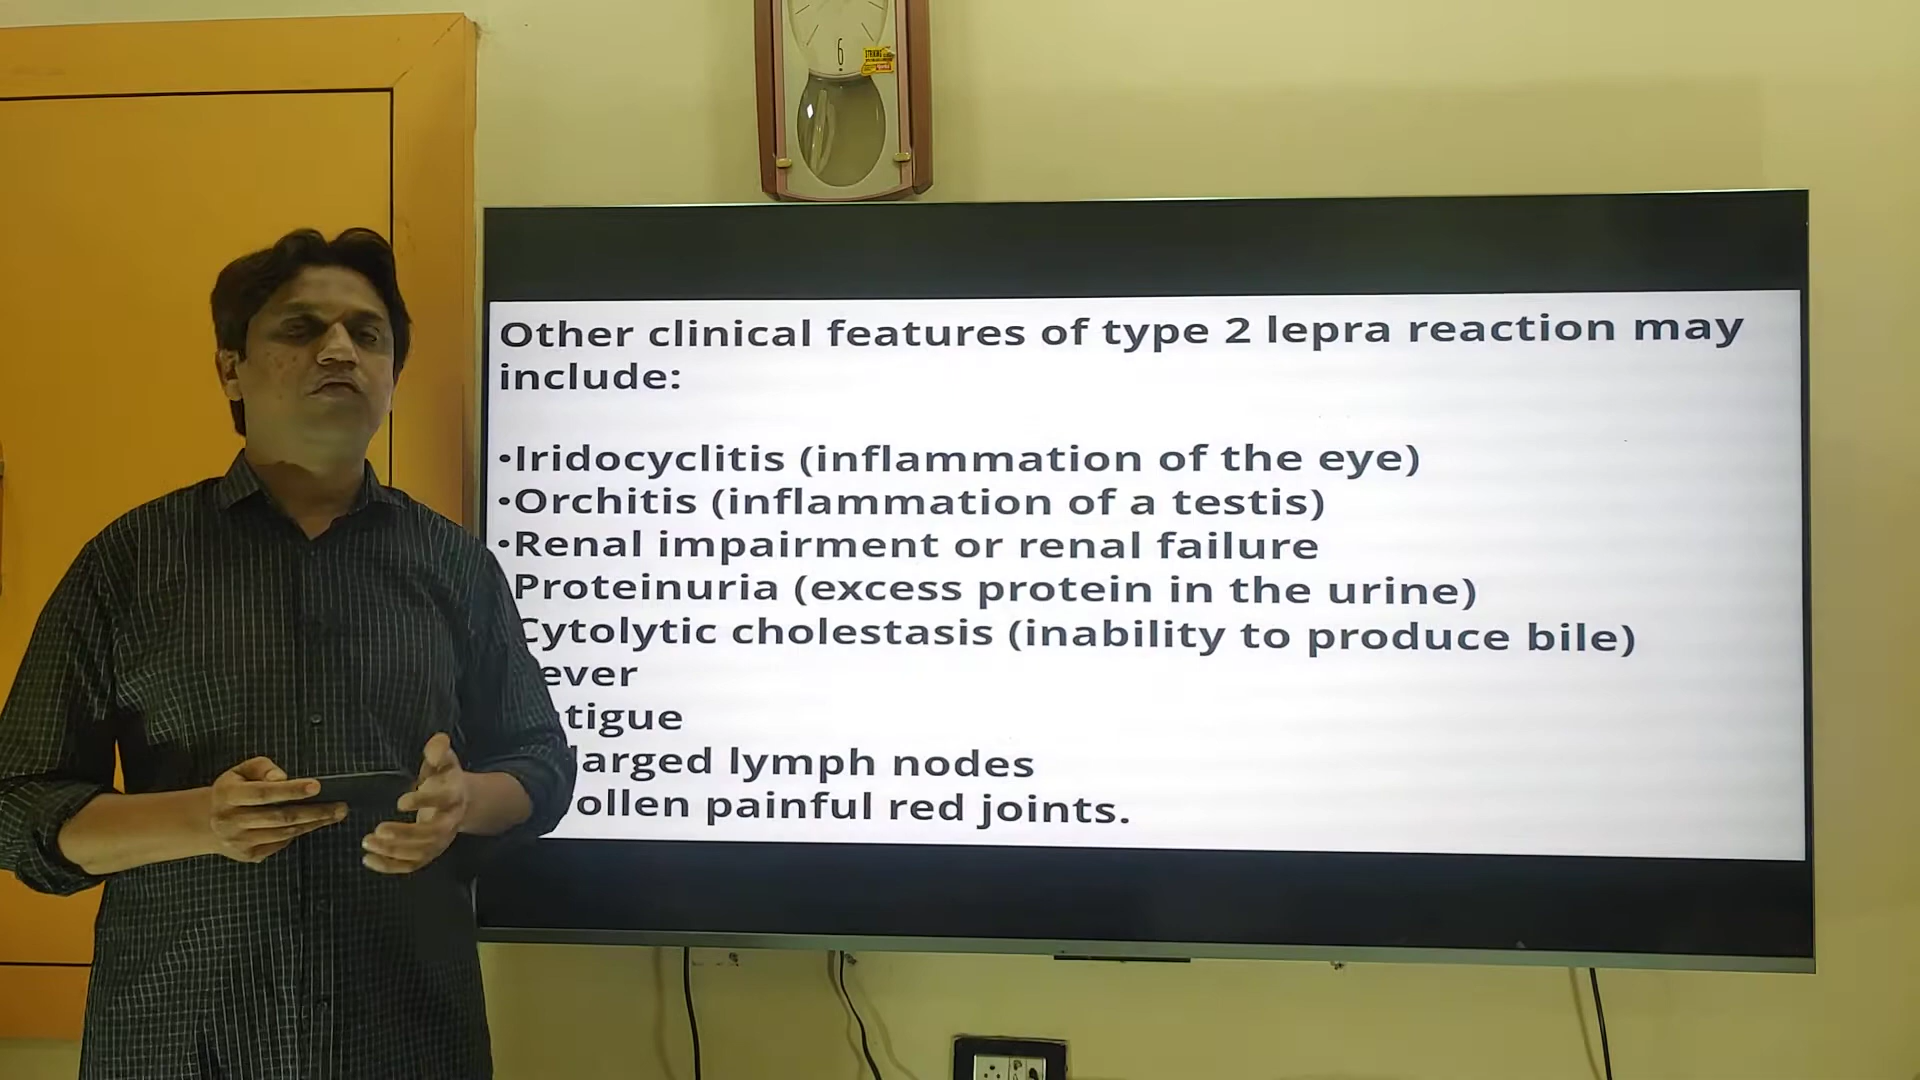 6
STRIKING
Other clinical features of type 2 lepra reaction may
include:
•Iridocyclitis (inflammation of the eye)
•Orchitis (inflammation of a testis)
•Renal impairment or renal failure
Proteinuria (excess protein in the urine)
Cytolytic cholestasis (inability to produce bile)
ever
tigue
larged lymph nodes
ollen painful red joints.